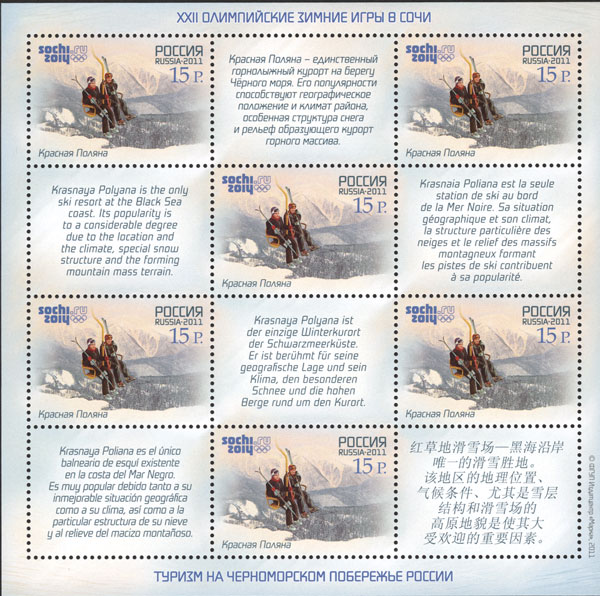 XXII ОЛИМПИЙСКИЕ ЗИМНИЕ ИГРЫ В СОЧИ
sochi.ru
2014
РОССИЯ
RUSSIA•2011
15 Р.
Красная Поляна
Красная Поляна – единственный
горнолыжный курорт на берегу
Чёрного моря. Его популярности
способствуют географическое
положение и климат района,
особенная структура снега
и рельеф образующего курорт
горного массива.
sochi.ru
2014
РОССИЯ
RUSSIA•2011
15 Р.
Красная Поляна
Krasnaya Polyana is the only
ski resort at the Black Sea
coast. Its popularity is
to a considerable degree
due to the location and
the climate, special snow
structure and the forming
mountain mass terrain.
sochi.ru
2014
РОССИЯ
RUSSIA•2011
15 Р.
Красная Поляна
Krasnaia Poliana est la seule
station de ski au bord
de la Mer Noire. Sa situation
géographique et son climat,
la structure particulière des
neiges et le relief des massifs
montagneux formant
les pistes de ski contribuent
à sa popularité.
sochi.ru
2014
РОССИЯ
RUSSIA•2011
15 Р.
Красная Поляна
Krasnaya Polyana ist
der einzige Winterkurort
der Schwarzmeerküste.
Er ist berühmt für seine
geografische Lage und sein
Klima, den besonderen
Schnee und die hohen
Berge rund um den Kurort.
sochi.ru
2014
РОССИЯ
RUSSIA•2011
15 Р.
Красная Поляна
Krasnaya Poliana es el único
balneario de esquí existente
en la costa del Mar Negro.
Es muy popular debido tanto a su
inmejorable situación geográfica
como a su clima, así como a la
particular estructura de su nieve
y al relieve del macizo montañoso.
sochi.ru
2014
РОССИЯ
RUSSIA•2011
15 Р.
Красная Поляна
红草地滑雪场—黑海沿岸
唯一的滑雪胜地。
该地区的地理位置、
气候条件、尤其是雪层
结构和滑雪场的
高原地貌是使其大
受欢迎的重要因素。
© ФГУП Издатцентр «Марка», 2011
ТУРИЗМ НА ЧЕРНОМОРСКОМ ПОБЕРЕЖЬЕ РОССИИ